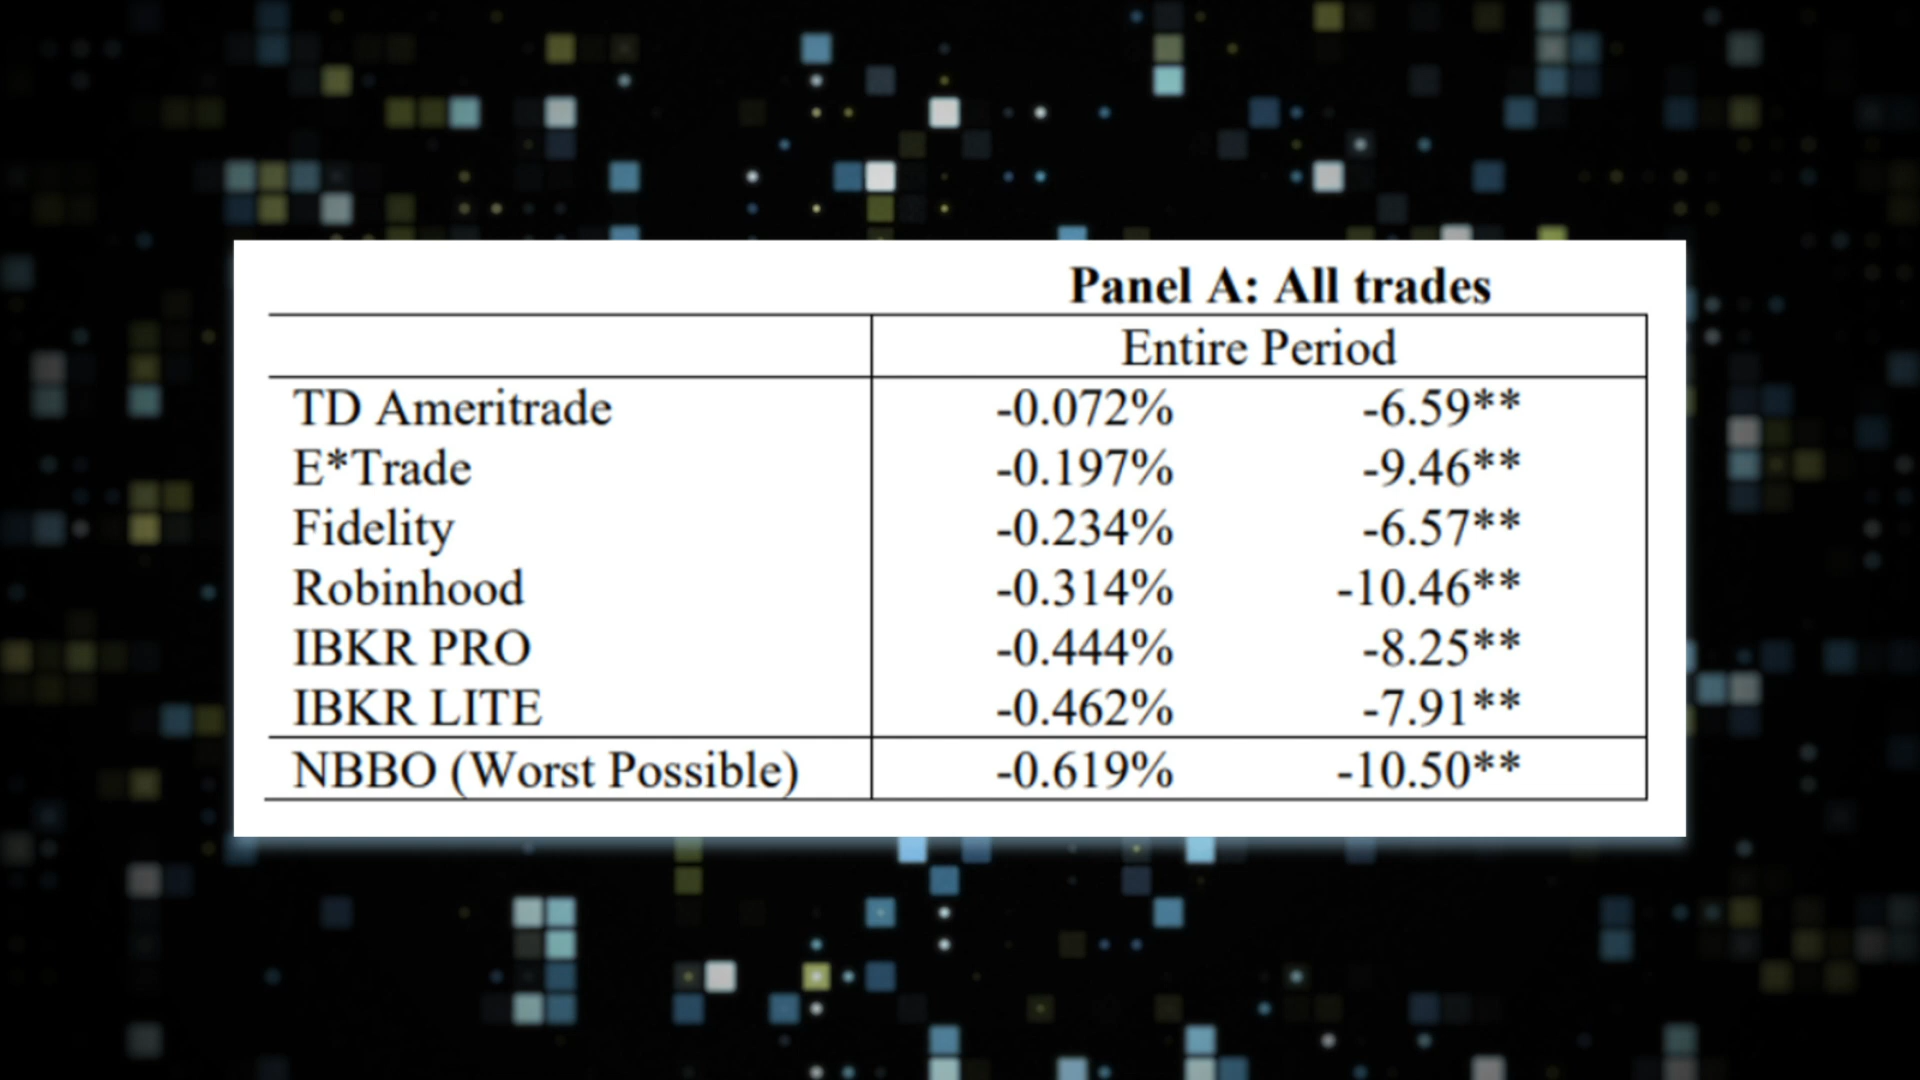 Panel A: All trades
Entire Period
TD Ameritrade -0.072% -6.59**
E*Trade -0.197% -9.46**
Fidelity -0.234% -6.57**
Robinhood -0.314% -10.46**
IBKR PRO -0.444% -8.25**
IBKR LITE -0.462% -7.91**
NBBO (Worst Possible) -0.619% -10.50**